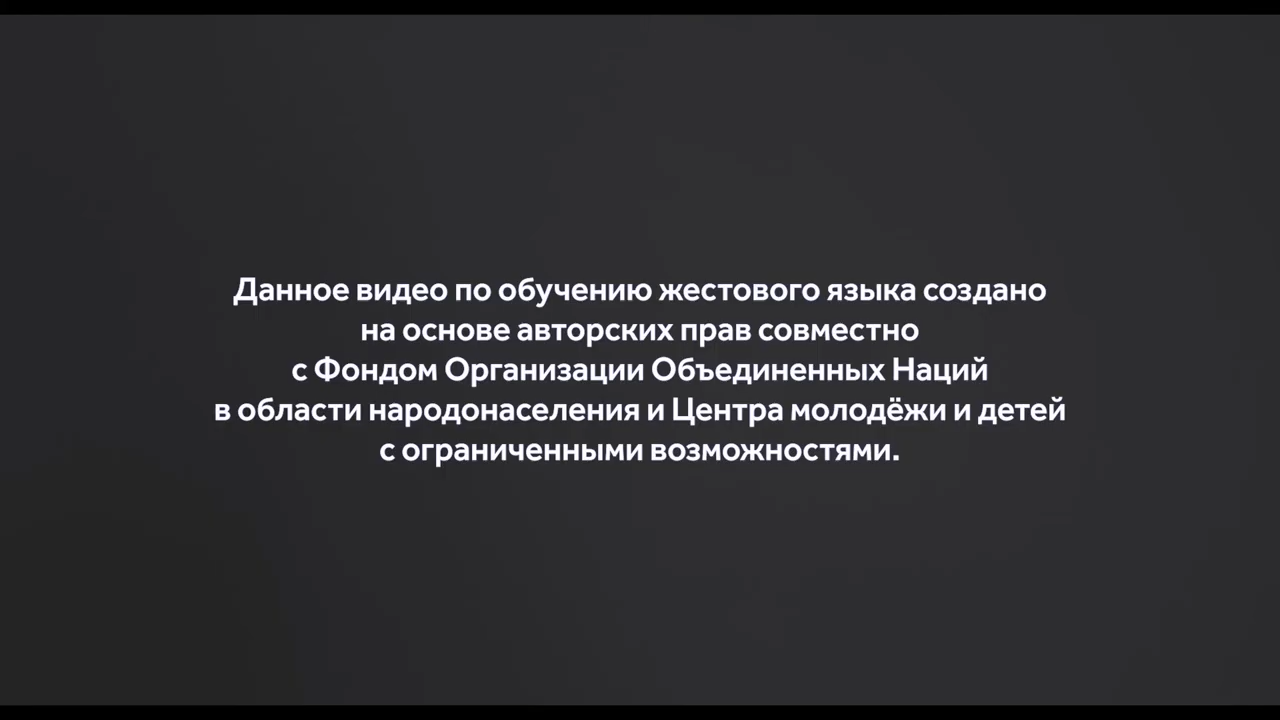 Данное видео по обучению жестового языка создано
на основе авторских прав совместно
с Фондом Организации Объединенных Наций
в области народонаселения и Центра молодёжи и детей
с ограниченными возможностями.